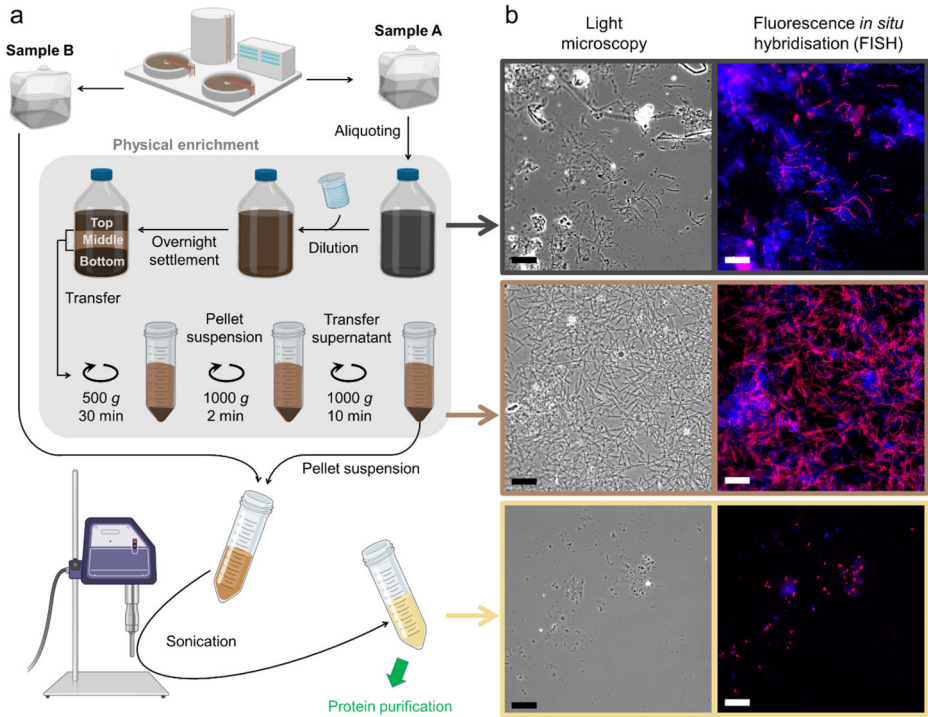 a
Sample B
Sample A
Aliquoting
Physical enrichment
Top
Middle
Bottom
Overnight
settlement
Dilution
Transfer
Pellet
suspension
Transfer
supernatant
500 g
30 min
1000 g
2 min
1000 g
10 min
Pellet suspension
Sonication
Protein purification
b
Light
microscopy
Fluorescence in situ
hybridisation (FISH)